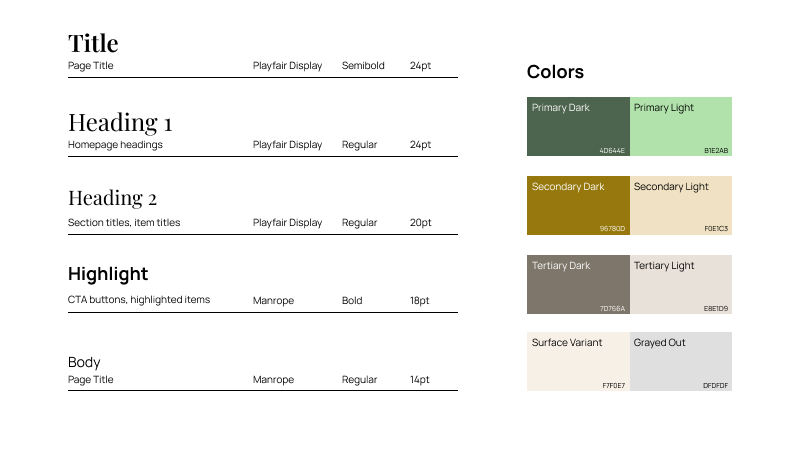 Title
Page Title Playfair Display Semibold 24pt
Heading 1
Homepage headings Playfair Display Regular 24pt
Heading 2
Section titles, item titles Playfair Display Regular 20pt
Highlight
CTA buttons, highlighted items Manrope Bold 18pt
Body
Page Title Manrope Regular 14pt
Colors
Primary Dark Primary Light
4D644E B1E2AB
Secondary Dark Secondary Light
96780D F0E1C3
Tertiary Dark Tertiary Light
7D766A E8E1D9
Surface Variant Grayed Out
F7F0E7 DFDFDF